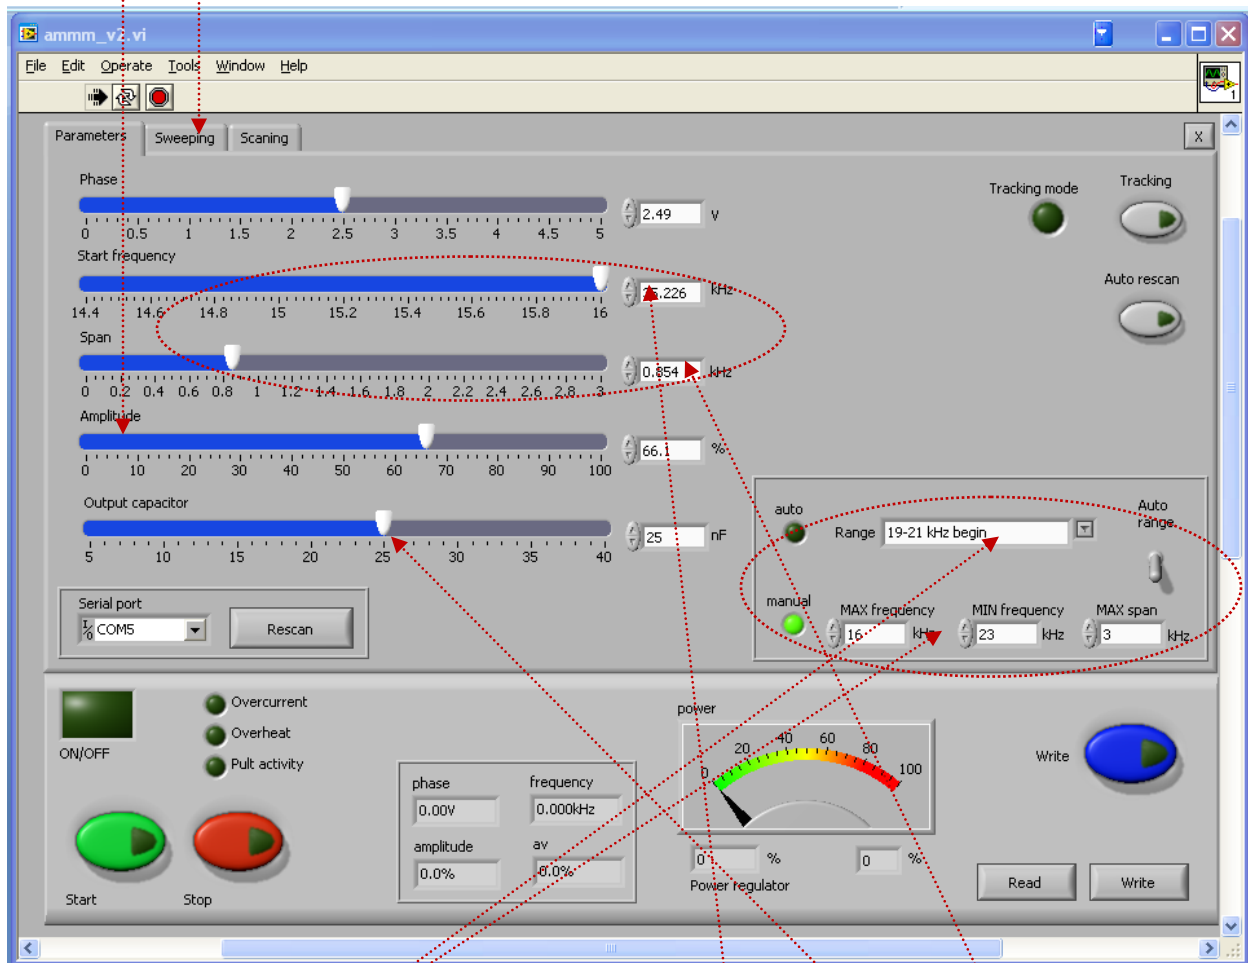 ammm_v2.vi
File Edit Operate Tools Window Help
1
Parameters Sweeping Scaning X
Phase
2.49 V
0 0.5 1 1.5 2 2.5 3 3.5 4 4.5 5
Tracking mode Tracking
Start frequency
.226 kHz
14.4 14.6 14.8 15 15.2 15.4 15.6 15.8 16
Auto rescan
Span
0.854 kHz
0 0.2 0.4 0.6 0.8 1 1.2 1.4 1.6 1.8 2 2.2 2.4 2.6 2.8 3
Amplitude
66.1 %
0 10 20 30 40 50 60 70 80 90 100
Output capacitor
25 nF
5 10 15 20 25 30 35 40
auto Range 19-21 kHz begin Auto range
manual MAX frequency MIN frequency MAX span
16 kHz 23 kHz 3 kHz
Serial port
I/O COM5 Rescan
ON/OFF
Overcurrent
Overheat
Pult activity
Start Stop
phase frequency
0.00V 0.000kHz
amplitude av
0.0% 0.0%
power
0 20 40 60 80 100
0 % 0 %
Power regulator
Write
Read Write